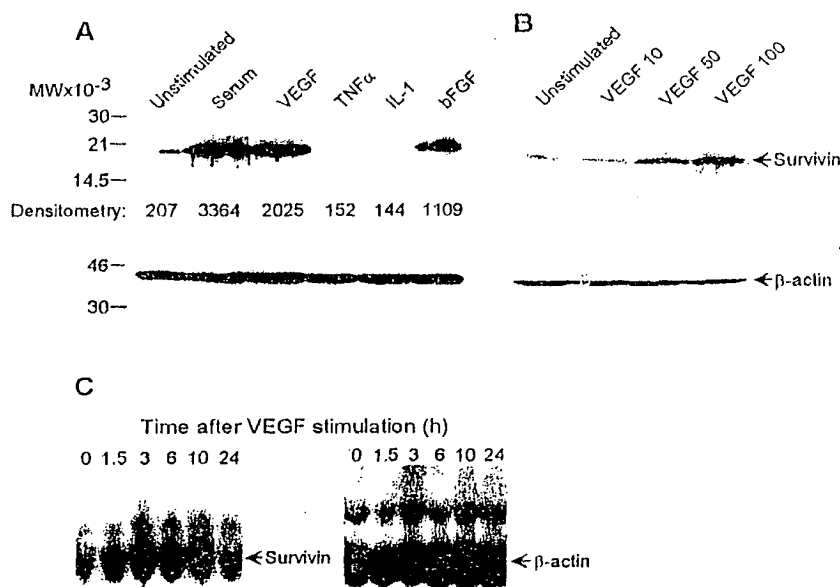 A
MWx10-3
Unstimulated
Serum
VEGF
TNFα
IL-1
bFGF
30
21
14.5
Densitometry: 207 3364 2025 152 144 1109
46
30
B
Unstimulated
VEGF 10
VEGF 50
VEGF 100
Survivin
β-actin
C
Time after VEGF stimulation (h)
0 1.5 3 6 10 24
Survivin
0 1.5 3 6 10 24
β-actin